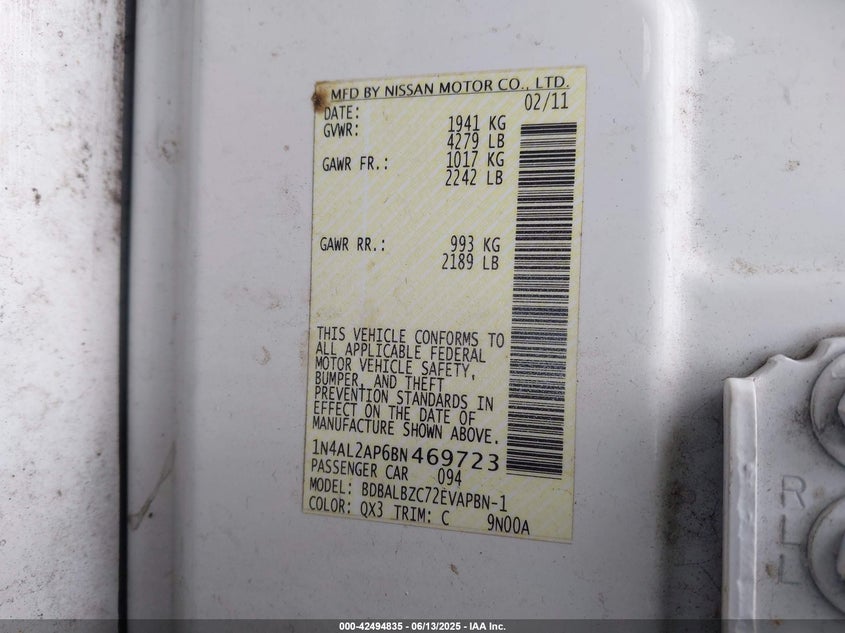 MFD BY NISSAN MOTOR CO., LTD.
DATE: 02/11
GVWR: 1941 KG
4279 LB
GAWR FR.: 1017 KG
2242 LB
GAWR RR.: 993 KG
2189 LB
THIS VEHICLE CONFORMS TO
ALL APPLICABLE FEDERAL
MOTOR VEHICLE SAFETY,
BUMPER, AND THEFT
PREVENTION STANDARDS IN
EFFECT ON THE DATE OF
MANUFACTURE SHOWN ABOVE.
1N4AL2AP6BN469723
PASSENGER CAR 094
MODEL: BDBALBZC72EVAPBN-1
COLOR: QX3 TRIM: C 9N00A
R
L
L
000-42494835 - 06/13/2025 - IAA Inc.